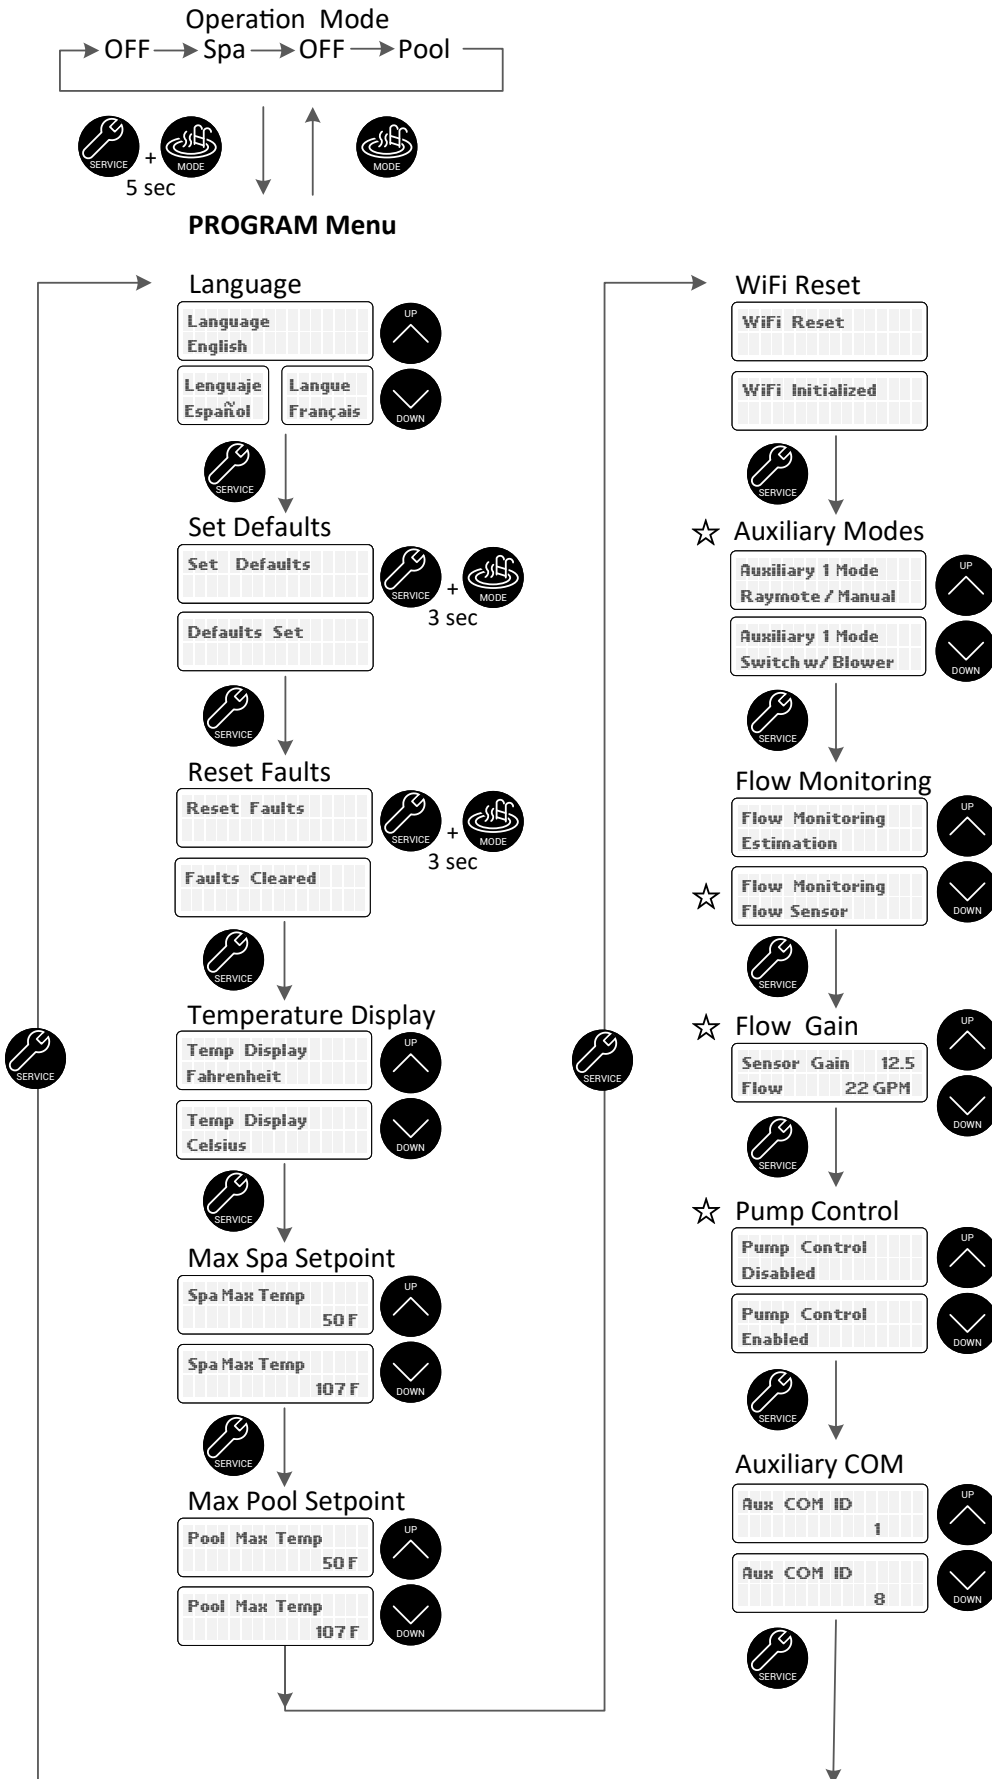 Operation Mode
OFF Spa OFF Pool
SERVICE + MODE
5 sec
MODE
PROGRAM Menu
Language
Language
English
UP
Lenguaje
Español
Langue
Français
DOWN
SERVICE
Set Defaults
Set Defaults
SERVICE + MODE
3 sec
Defaults Set
SERVICE
Reset Faults
Reset Faults
SERVICE + MODE
3 sec
Faults Cleared
SERVICE
Temperature Display
Temp Display
Fahrenheit
UP
Temp Display
Celsius
DOWN
SERVICE
SERVICE
Max Spa Setpoint
Spa Max Temp
50 F
UP
Spa Max Temp
107 F
DOWN
SERVICE
Max Pool Setpoint
Pool Max Temp
50 F
UP
Pool Max Temp
107 F
DOWN
SERVICE
WiFi Reset
WiFi Reset
WiFi Initialized
SERVICE
☆ Auxiliary Modes
Auxiliary 1 Mode
Raymote / Manual
UP
Auxiliary 1 Mode
Switch w/ Blower
DOWN
SERVICE
Flow Monitoring
Flow Monitoring
Estimation
UP
☆
Flow Monitoring
Flow Sensor
DOWN
SERVICE
☆ Flow Gain
Sensor Gain 12.5
Flow 22 GPM
UP
DOWN
SERVICE
☆ Pump Control
Pump Control
Disabled
UP
Pump Control
Enabled
DOWN
SERVICE
Auxiliary COM
Aux COM ID
1
UP
Aux COM ID
8
DOWN
SERVICE